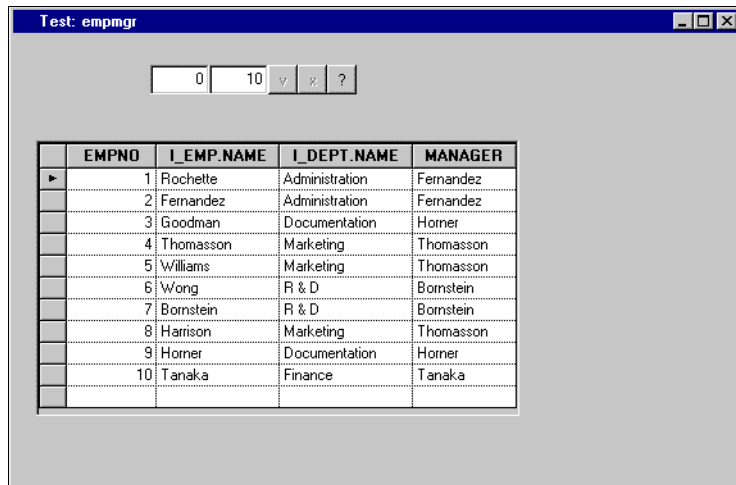 Test: empmgr
0 10 v x ?
EMPNO I_EMP.NAME I_DEPT.NAME MANAGER
1 Rochette Administration Fernandez
2 Fernandez Administration Fernandez
3 Goodman Documentation Horner
4 Thomasson Marketing Thomasson
5 Williams Marketing Thomasson
6 Wong R & D Bornstein
7 Bornstein R & D Bornstein
8 Harrison Marketing Thomasson
9 Horner Documentation Horner
10 Tanaka Finance Tanaka